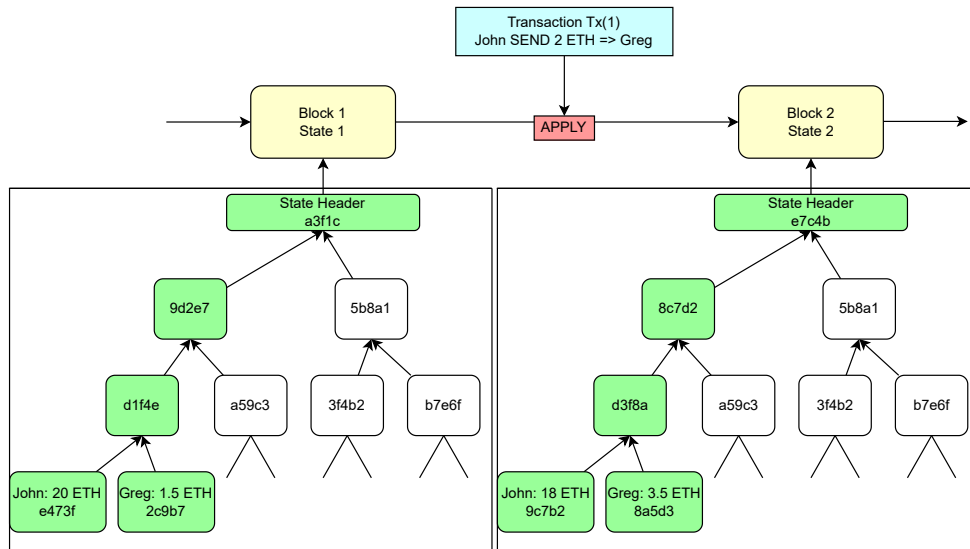 Transaction Tx(1)
John SEND 2 ETH => Greg
Block 1
State 1
APPLY
Block 2
State 2
State Header
a3f1c
9d2e7
5b8a1
d1f4e
a59c3
3f4b2
b7e6f
John: 20 ETH
e473f
Greg: 1.5 ETH
2c9b7
State Header
e7c4b
8c7d2
5b8a1
d3f8a
a59c3
3f4b2
b7e6f
John: 18 ETH
9c7b2
Greg: 3.5 ETH
8a5d3